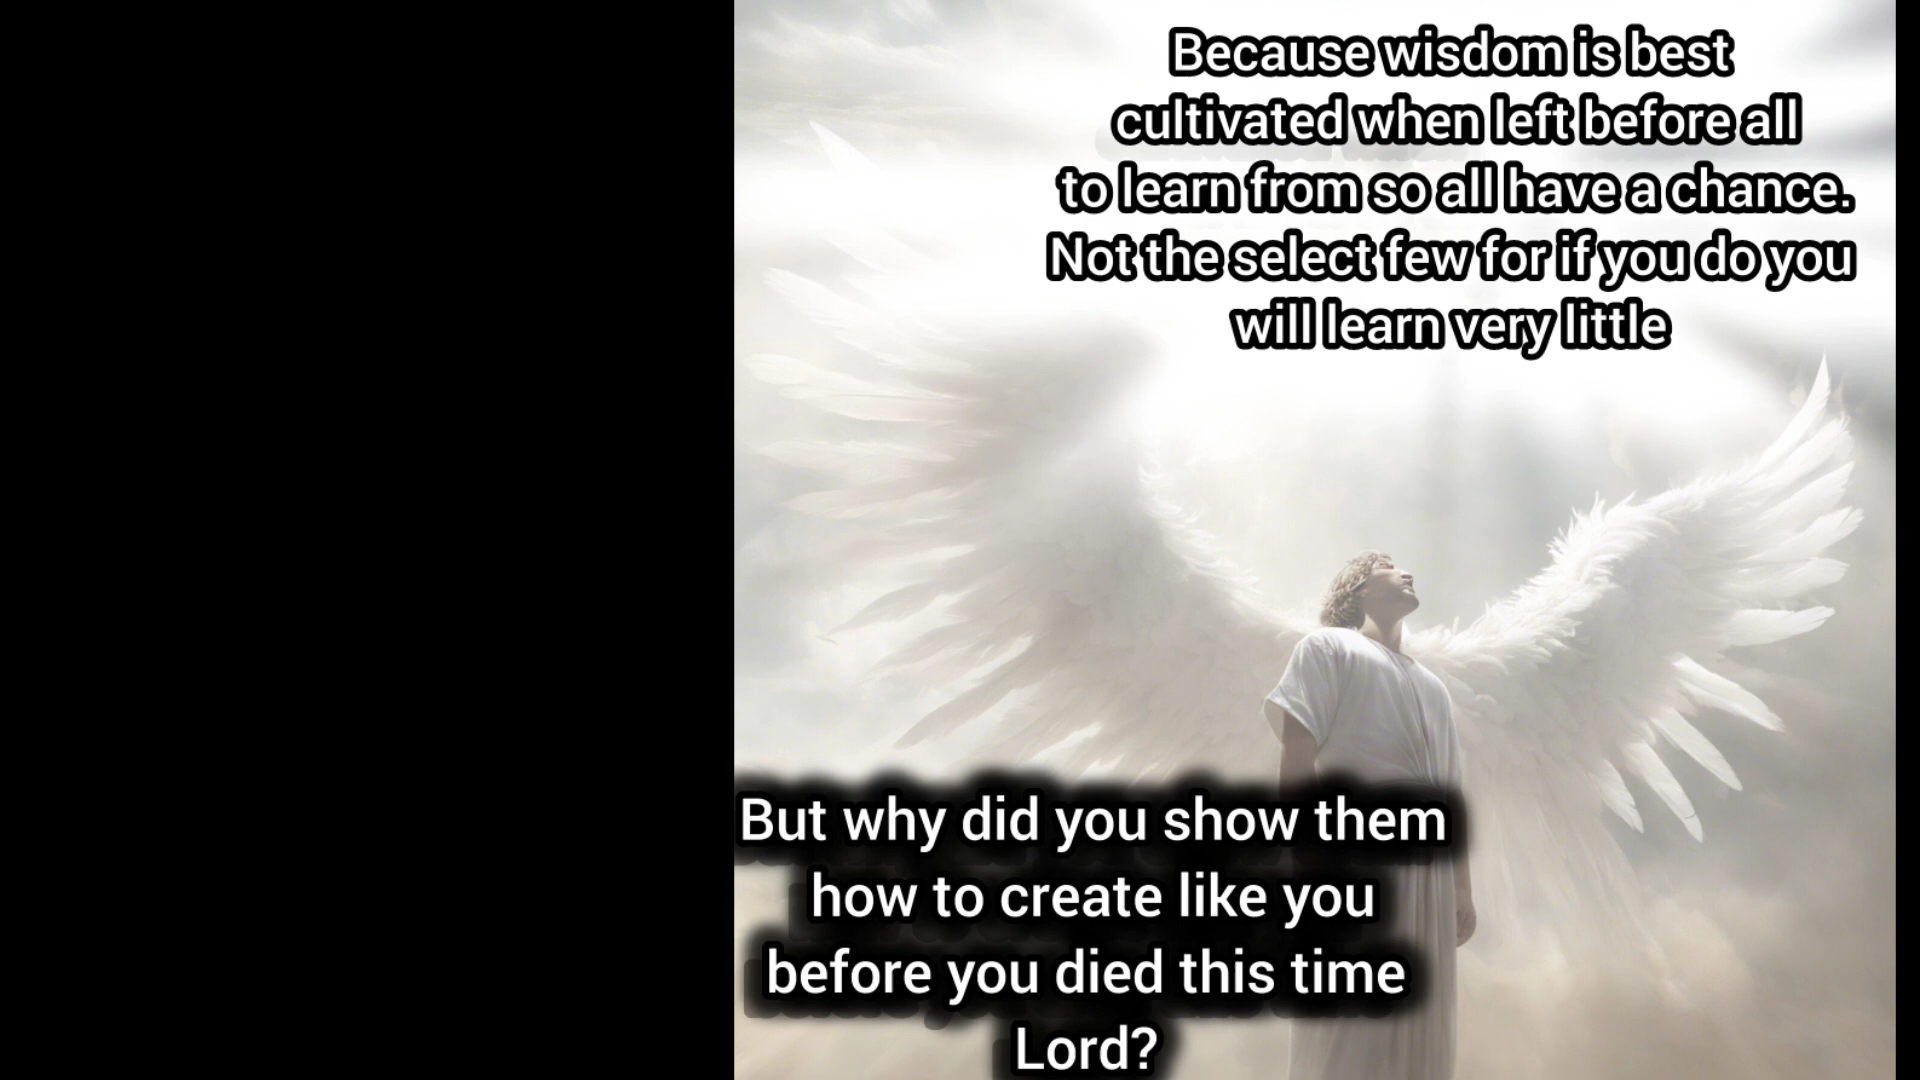 Because wisdom is best
cultivated when left before all
to learn from so all have a chance.
Not the select few for if you do you
will learn very little
But why did you show them
how to create like you
before you died this time
Lord?